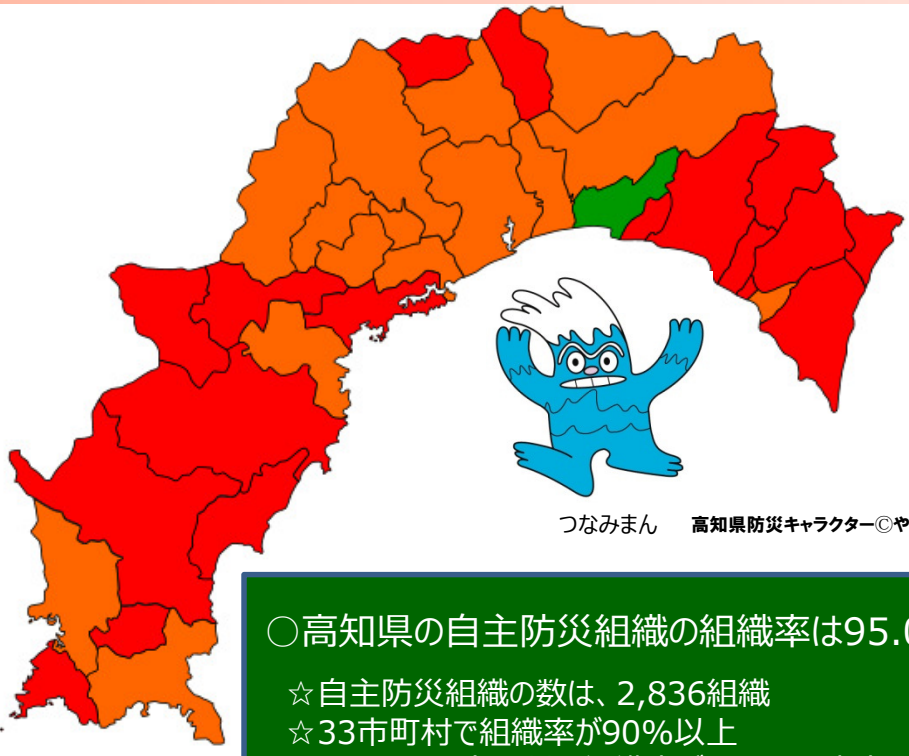 つなみまん 高知県防災キャラクター©や
○高知県の自主防災組織の組織率は95.
☆自主防災組織の数は、2,836組織
☆33市町村で組織率が90%以上